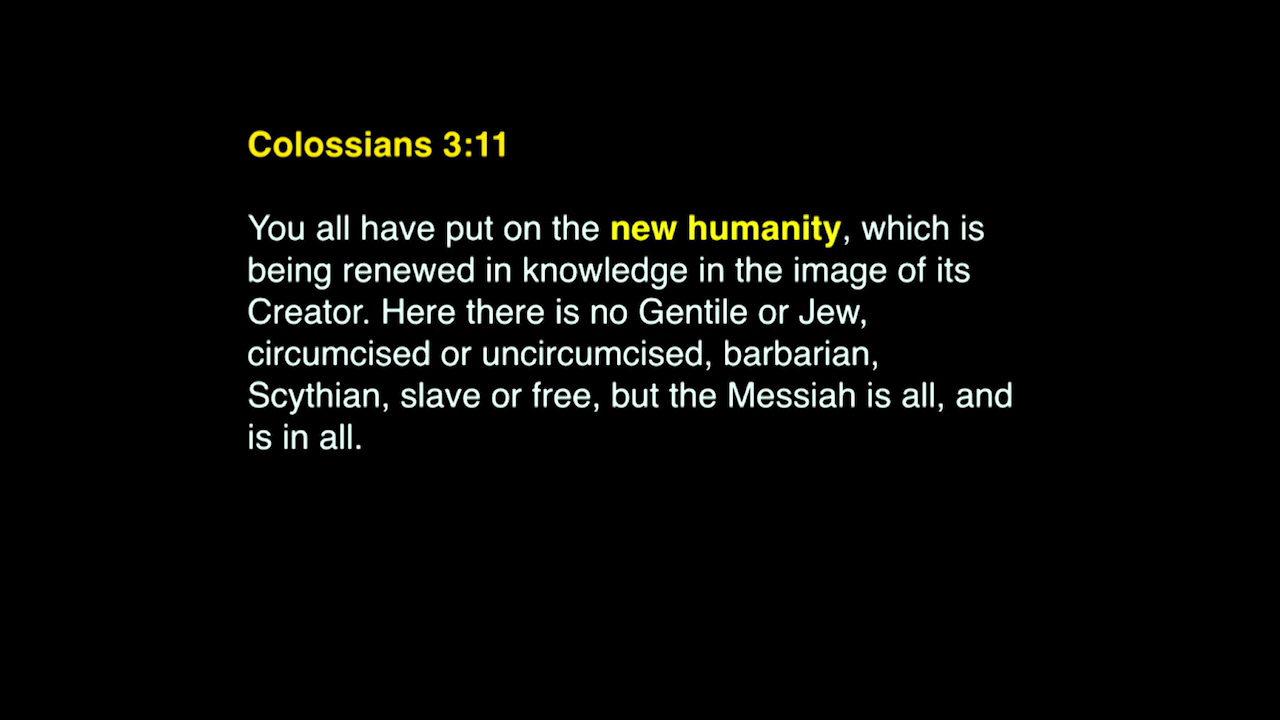 Colossians 3:11
You all have put on the new humanity, which is
being renewed in knowledge in the image of its
Creator. Here there is no Gentile or Jew,
circumcised or uncircumcised, barbarian,
Scythian, slave or free, but the Messiah is all, and
is in all.